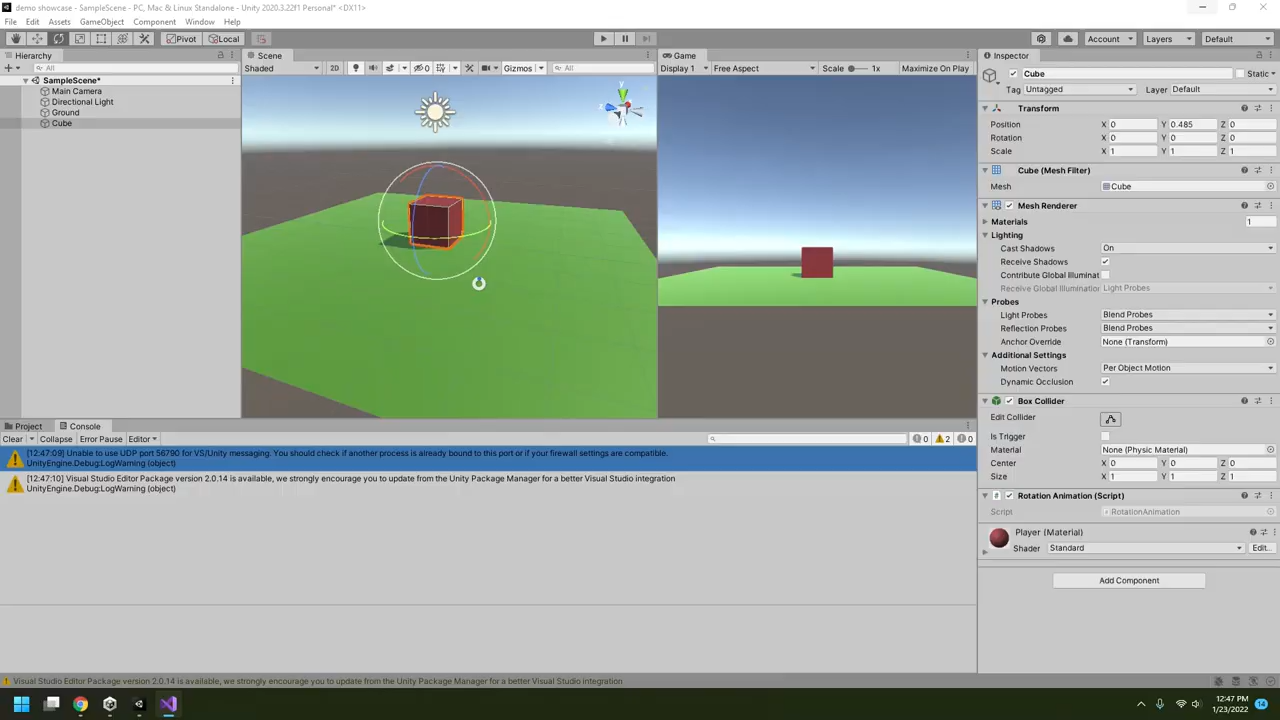 demo showcase - SampleScene - PC, Mac & Linux Standalone - Unity 2020.3.22f1 Personal* <DX11>
File Edit Assets GameObject Component Window Help
Pivot Local Account Layers Default
Hierarchy
All
SampleScene*
Main Camera
Directional Light
Ground
Cube
Scene
Shaded 2D 0 Gizmos All
y
z
Game
Display 1 Free Aspect Scale 1x Maximize On Play
Inspector
Cube Static
Tag Untagged Layer Default
Transform
Position X 0 Y 0.485 Z 0
Rotation X 0 Y 0 Z 0
Scale X 1 Y 1 Z 1
Cube (Mesh Filter)
Mesh Cube
Mesh Renderer
Materials 1
Lighting
Cast Shadows On
Receive Shadows
Contribute Global Illuminat
Receive Global Illumination Light Probes
Probes
Light Probes Blend Probes
Reflection Probes Blend Probes
Anchor Override None (Transform)
Additional Settings
Motion Vectors Per Object Motion
Dynamic Occlusion
Box Collider
Edit Collider
Is Trigger
Material None (Physic Material)
Center X 0 Y 0 Z 0
Size X 1 Y 1 Z 1
Rotation Animation (Script)
Script RotationAnimation
Player (Material)
Shader Standard Edit...
Add Component
Project Console
Clear Collapse Error Pause Editor 0 2 0
[12:47:09] Unable to use UDP port 56790 for VS/Unity messaging. You should check if another process is already bound to this port or if your firewall settings are compatible.
UnityEngine.Debug:LogWarning (object)
[12:47:10] Visual Studio Editor Package version 2.0.14 is available, we strongly encourage you to update from the Unity Package Manager for a better Visual Studio integration
UnityEngine.Debug:LogWarning (object)
Visual Studio Editor Package version 2.0.14 is available, we strongly encourage you to update from the Unity Package Manager for a better Visual Studio integration
12:47 PM
1/23/2022
14